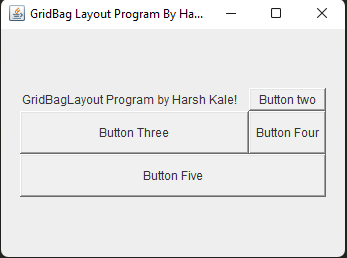 GridBag Layout Program By Ha...
GridBagLayout Program by Harsh Kale! Button two
Button Three Button Four
Button Five